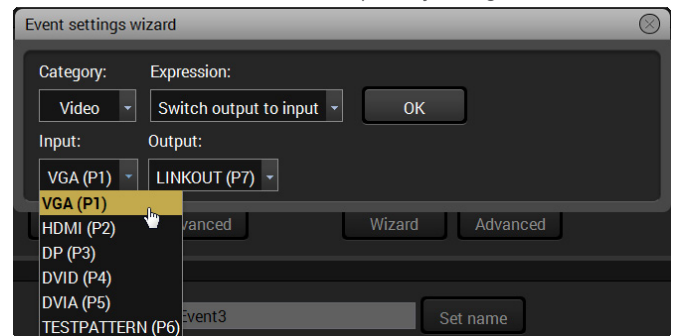 Event settings wizard
Category: Expression:
Video Switch output to input OK
Input: Output:
VGA (P1) LINKOUT (P7)
VGA (P1)
HDMI (P2) vanced Wizard Advanced
DP (P3)
DVID (P4)
DVIA (P5) Event3 Set name
TESTPATTERN (P6)